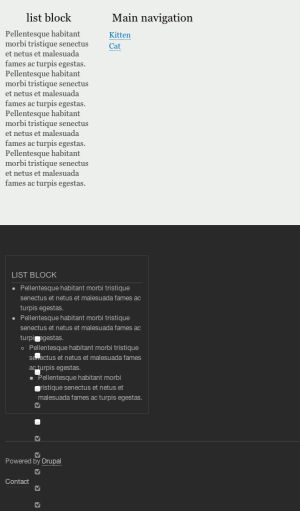 list block
Pellentesque habitant
morbi tristique senectus
et netus et malesuada
fames ac turpis egestas.
Pellentesque habitant
morbi tristique senectus
et netus et malesuada
fames ac turpis egestas.
Pellentesque habitant
morbi tristique senectus
et netus et malesuada
fames ac turpis egestas.
Pellentesque habitant
morbi tristique senectus
et netus et malesuada
fames ac turpis egestas.
Main navigation
Kitten
Cat
LIST BLOCK
Pellentesque habitant morbi tristique
senectus et netus et malesuada fames ac
turpis egestas.
Pellentesque habitant morbi tristique
senectus et netus et malesuada fames ac
turpis egestas.
Pellentesque habitant morbi tristique
senectus et netus et malesuada fames
ac turpis egestas.
Pellentesque habitant morbi
tristique senectus et netus et
malesuada fames ac turpis egestas.
Powered by Drupal
Contact